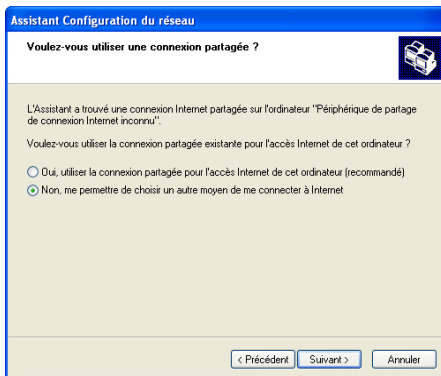 Assistant Configuration du réseau
Voulez-vous utiliser une connexion partagée ?
L'Assistant a trouvé une connexion Internet partagée sur l'ordinateur "Périphérique de partage
de connexion Internet inconnu".
Voulez-vous utiliser la connexion partagée existante pour l'accès Internet de cet ordinateur ?
Oui, utiliser la connexion partagée pour l'accès Internet de cet ordinateur (recommandé)
Non, me permettre de choisir un autre moyen de me connecter à Internet
< Précédent Suivant > Annuler